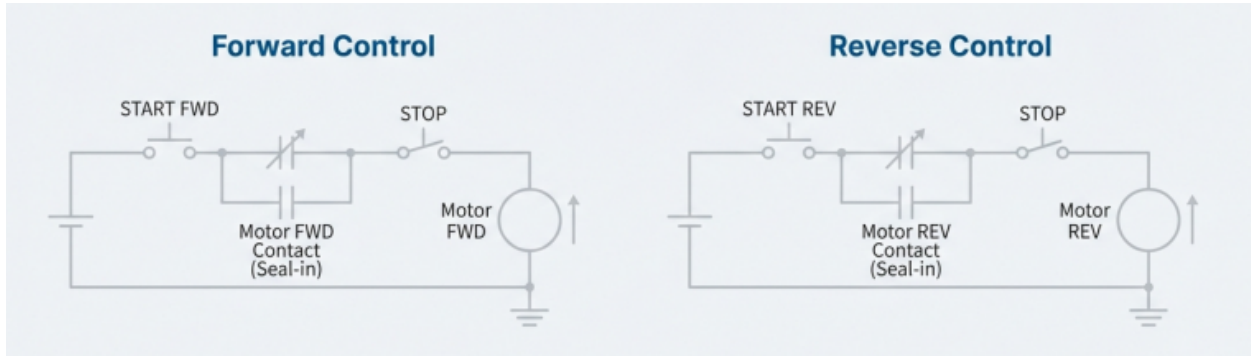 Forward Control
START FWD
STOP
Motor
FWD
Motor FWD
Contact
(Seal-in)
Reverse Control
START REV
STOP
Motor
REV
Motor REV
Contact
(Seal-in)